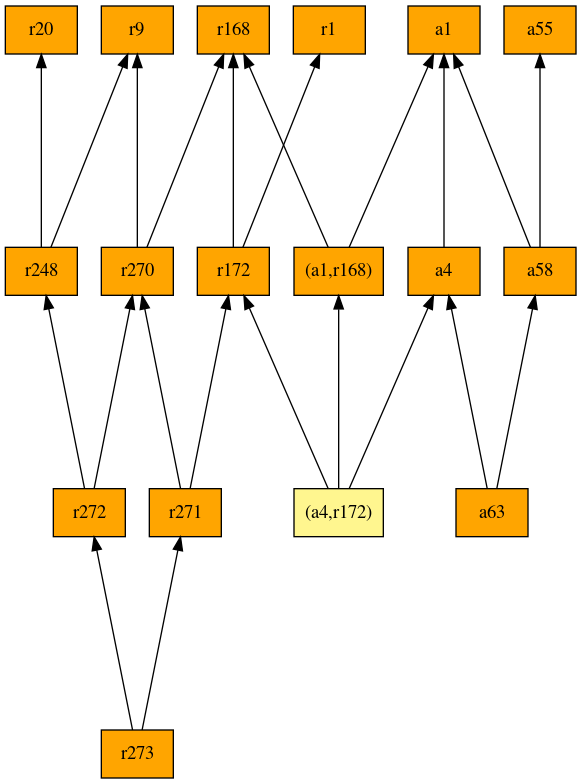 r20
r9
r168
r1
a1
a55
r248
r270
r172
(a1,r168)
a4
a58
r272
r271
(a4,r172)
a63
r273